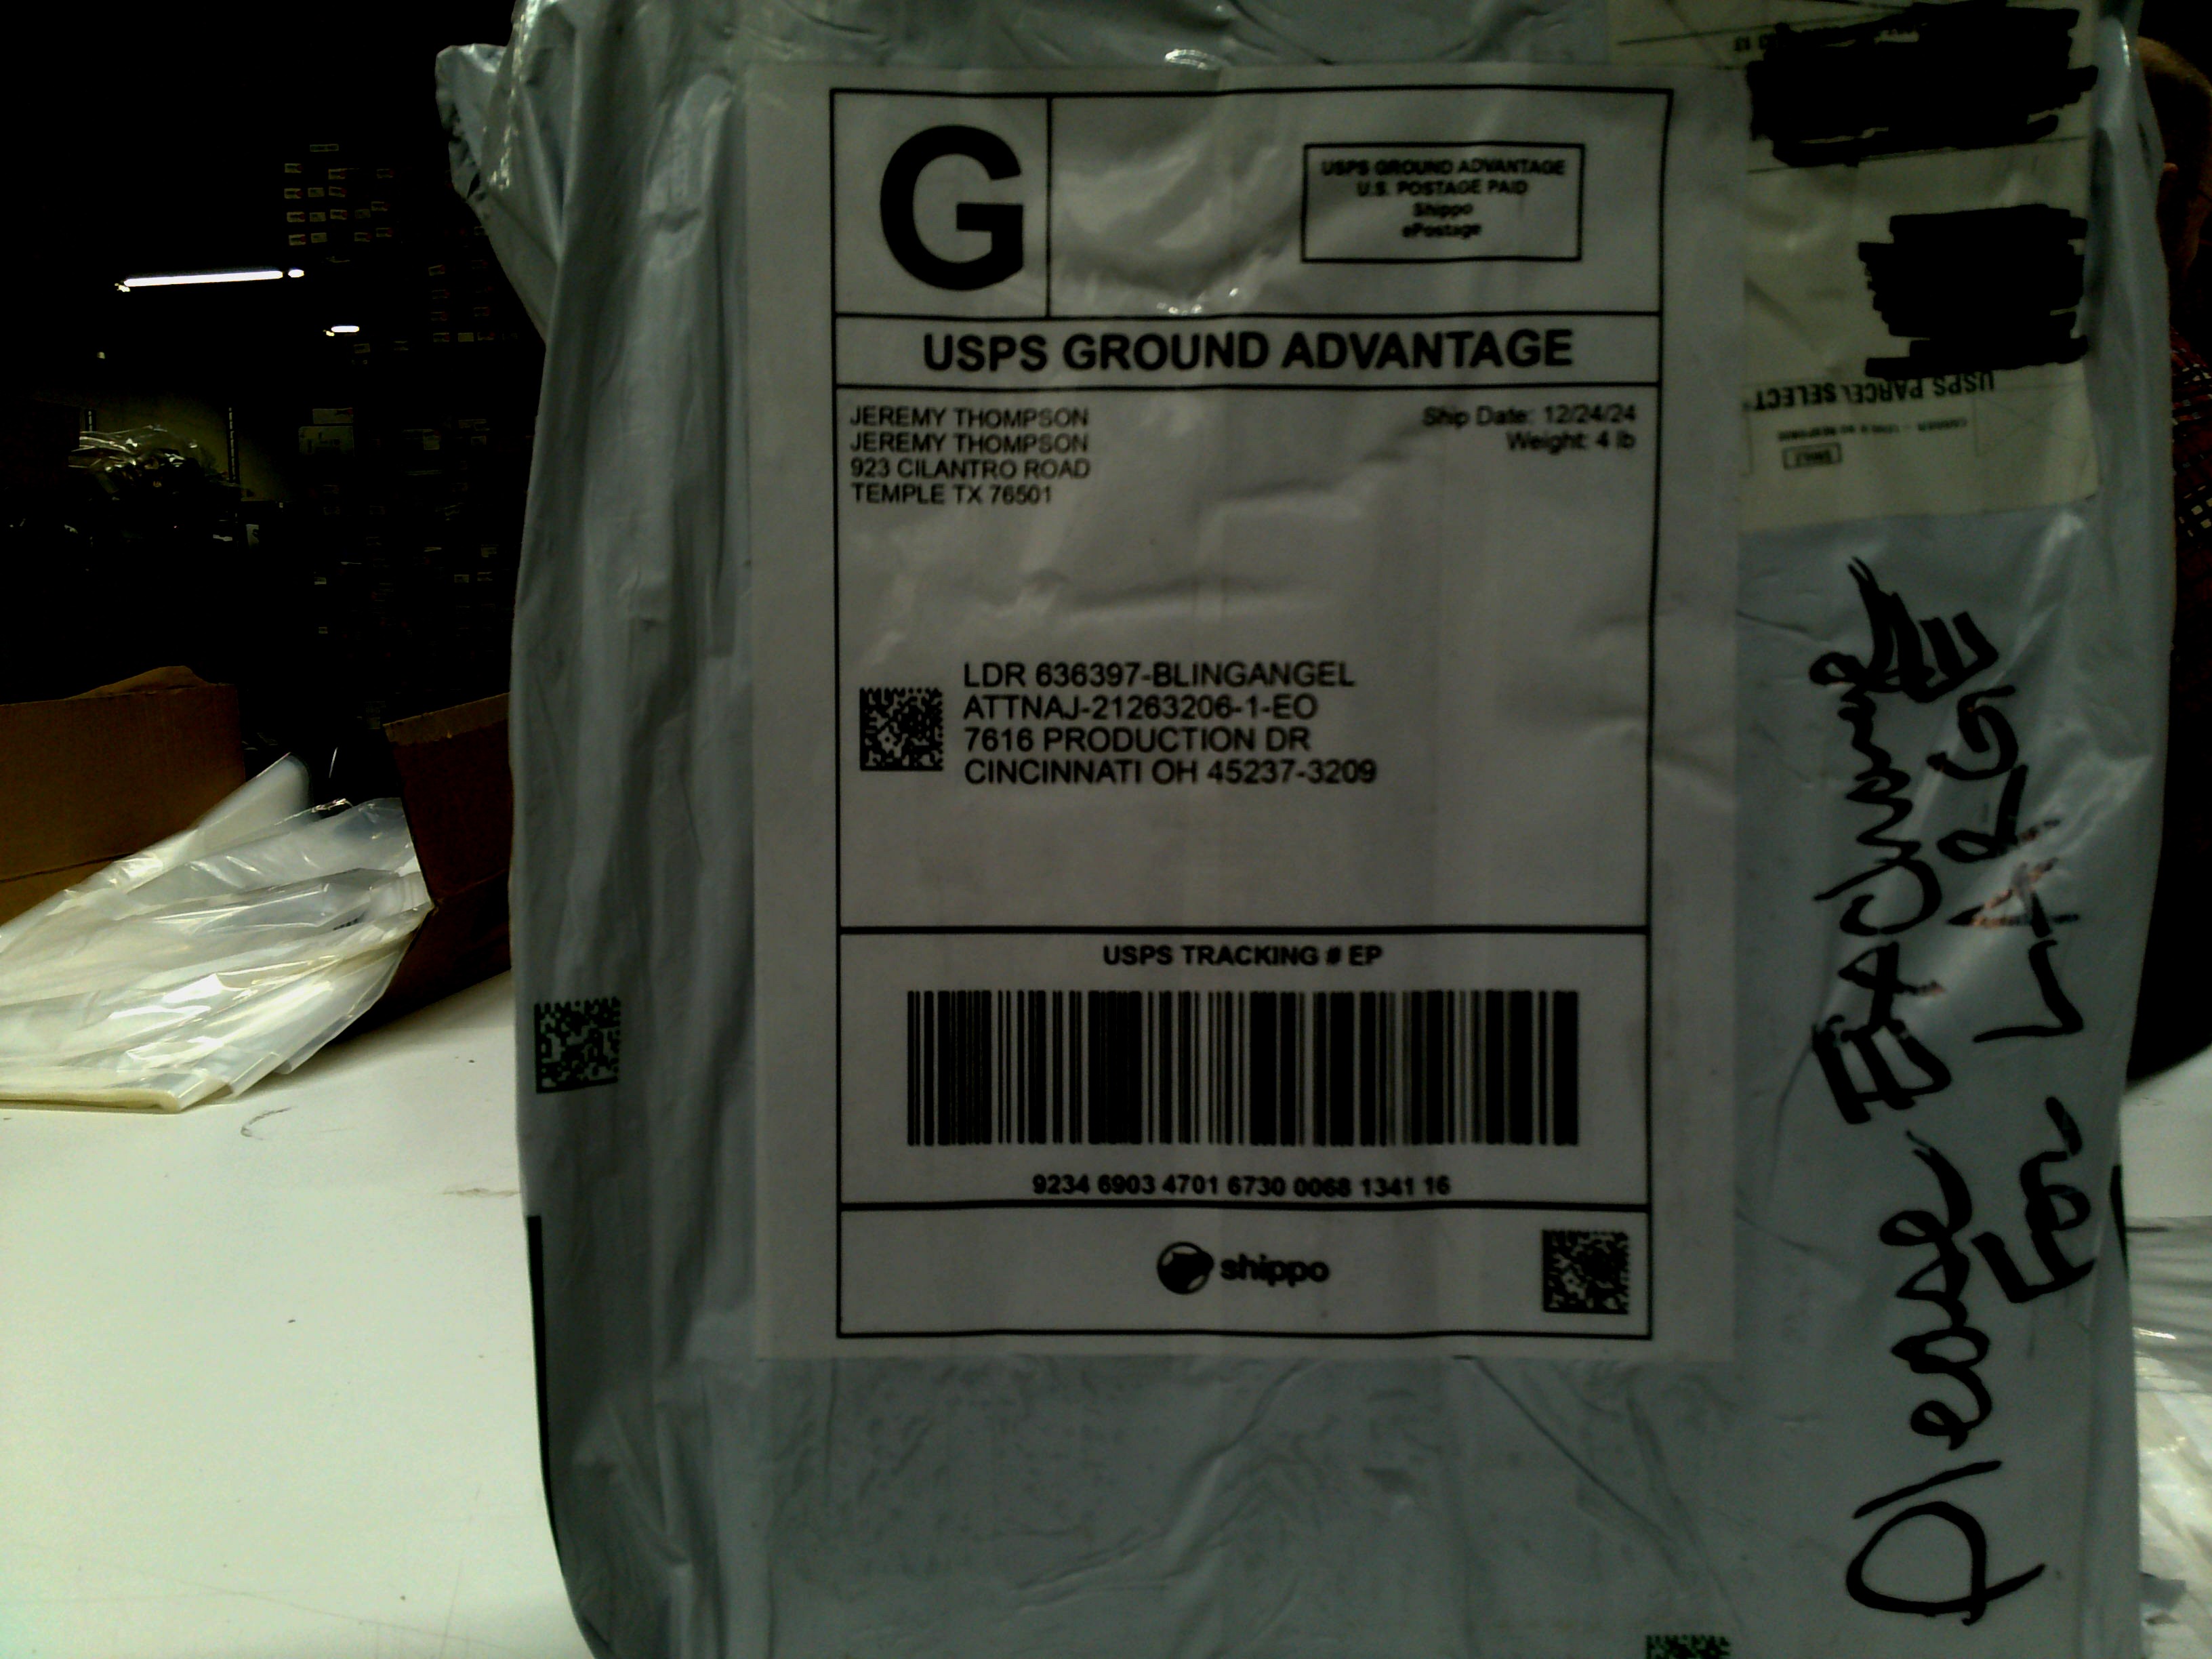 G
USPS GROUND ADVANTAGE
U.S. POSTAGE PAID
Shippo
ePostage
USPS GROUND ADVANTAGE
JEREMY THOMPSON
JEREMY THOMPSON
923 CILANTRO ROAD
TEMPLE TX 76501
Ship Date: 12/24/24
Weight: 4 lb
LDR 636397-BLINGANGEL
ATTNAJ-21263206-1-EO
7616 PRODUCTION DR
CINCINNATI OH 45237-3209
USPS TRACKING # EP
9234 6903 4701 6730 0068 1341 16
shippo
USPS PARCEL SELECT
Please Exchange
For LARGE